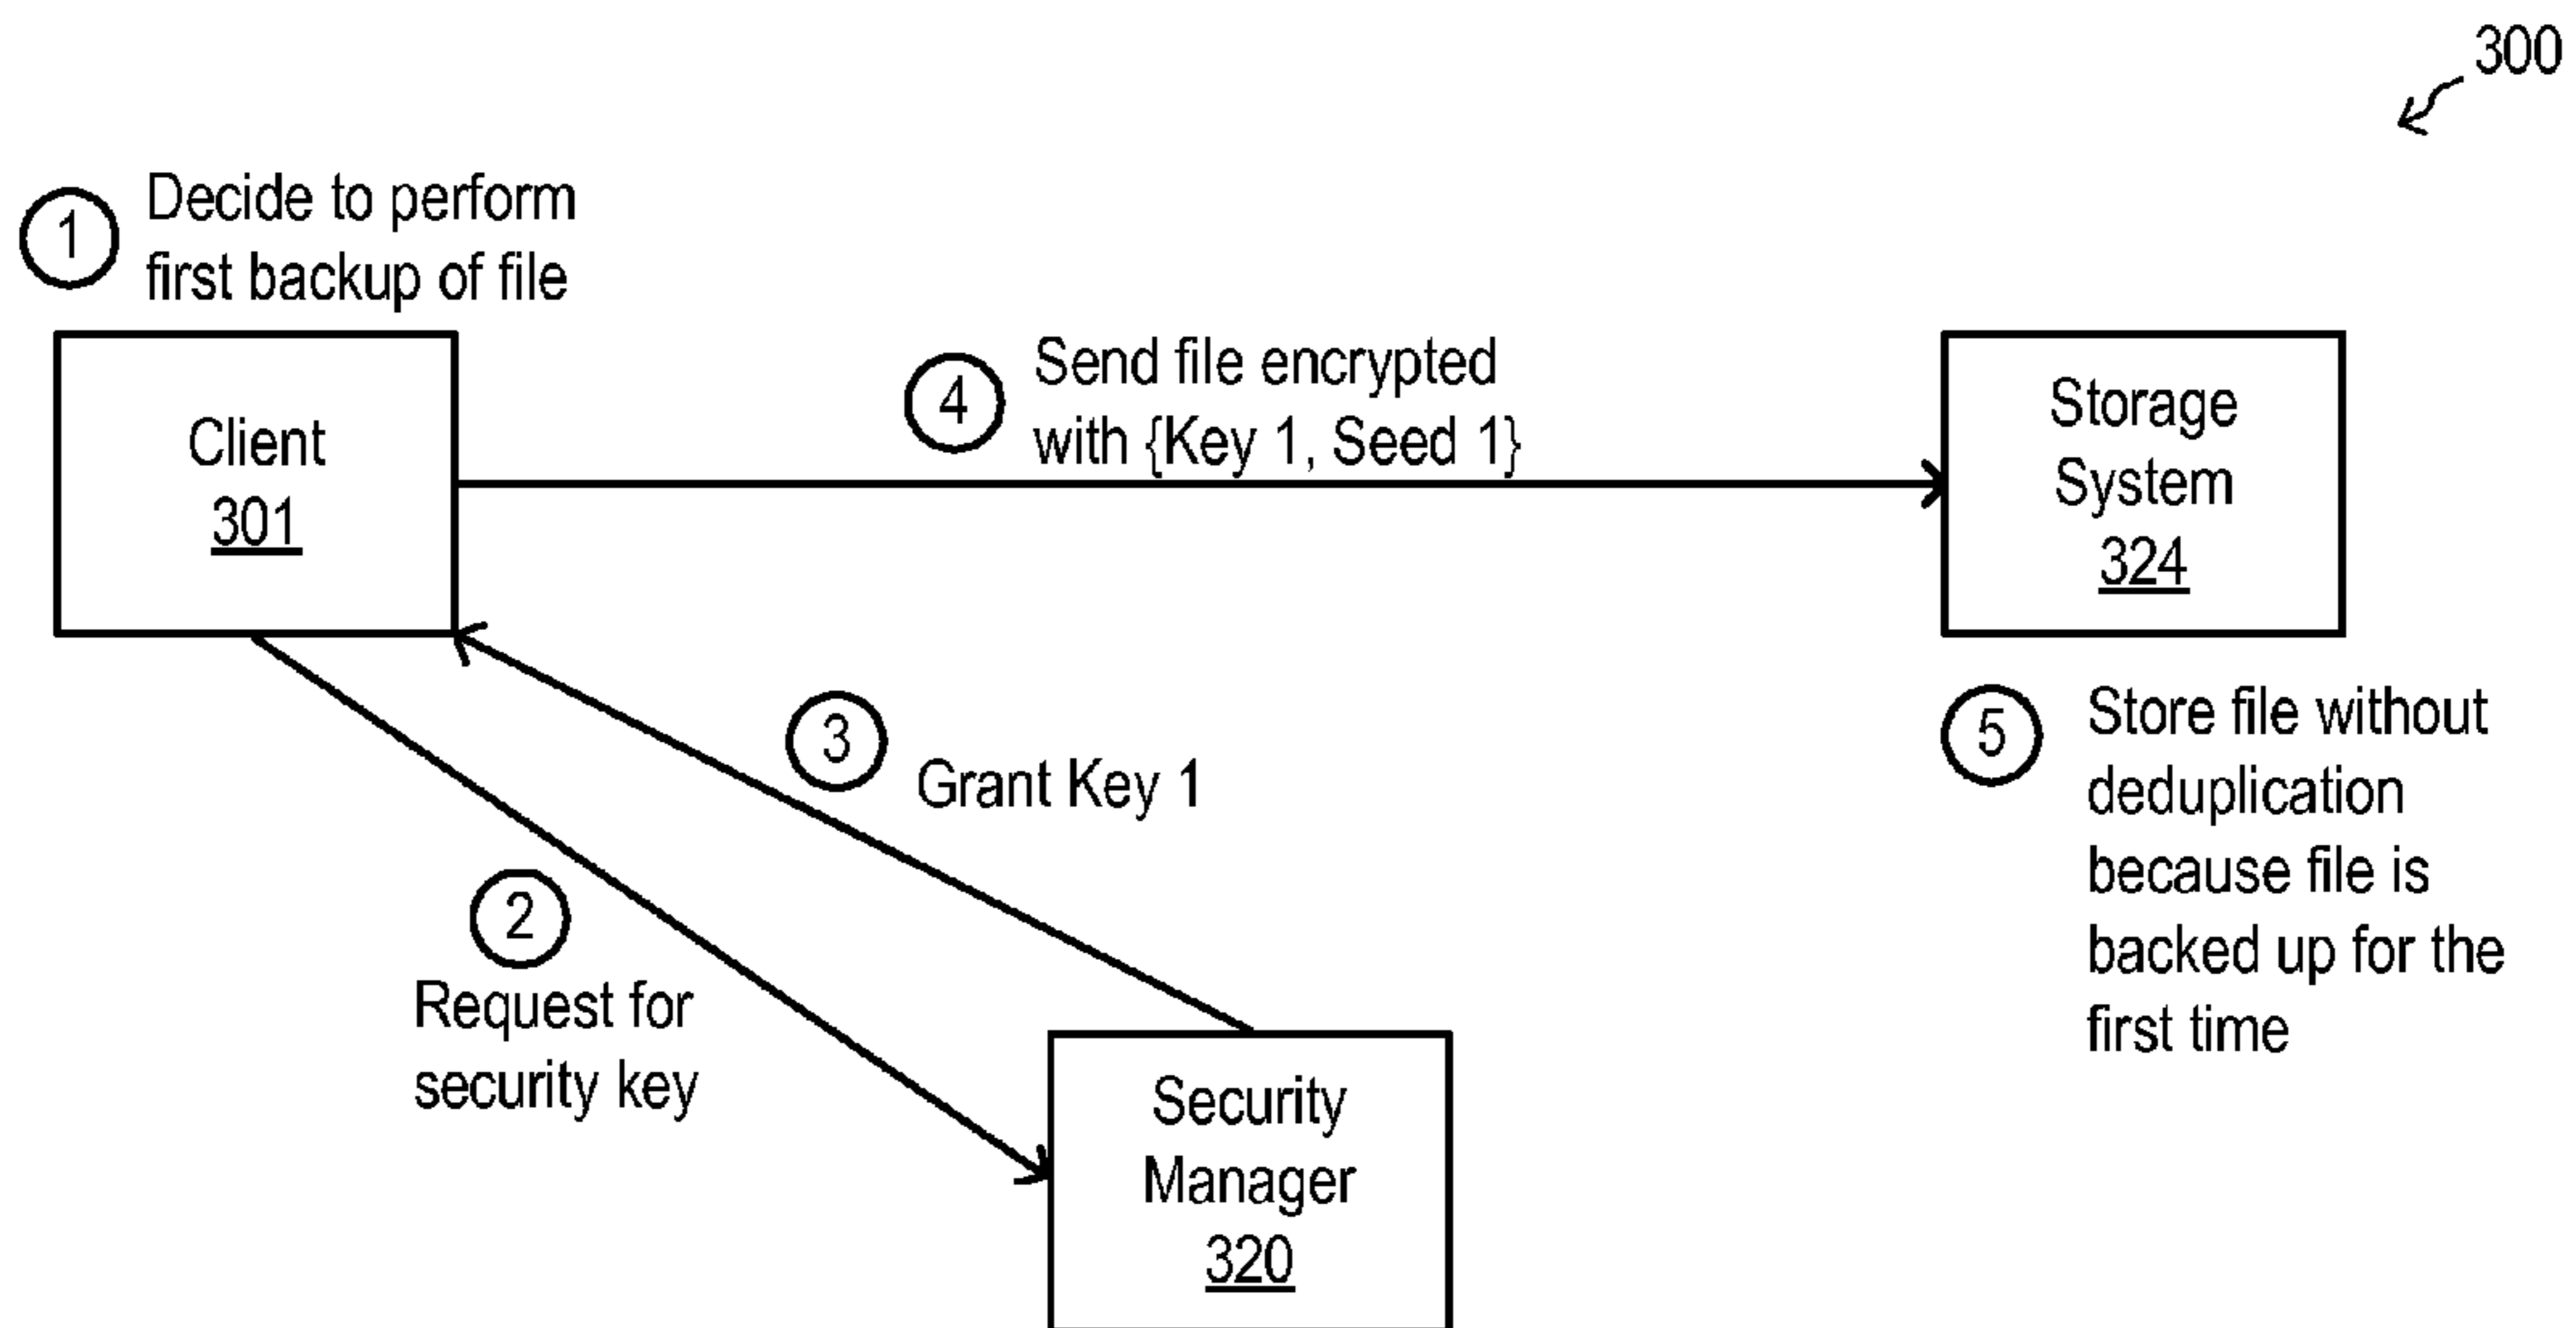 300
1
Decide to perform
first backup of file
Client
301
4
Send file encrypted
with {Key 1, Seed 1}
Storage
System
324
3
Grant Key 1
2
Request for
security key
5
Store file without
deduplication
because file is
backed up for the
first time
Security
Manager
320